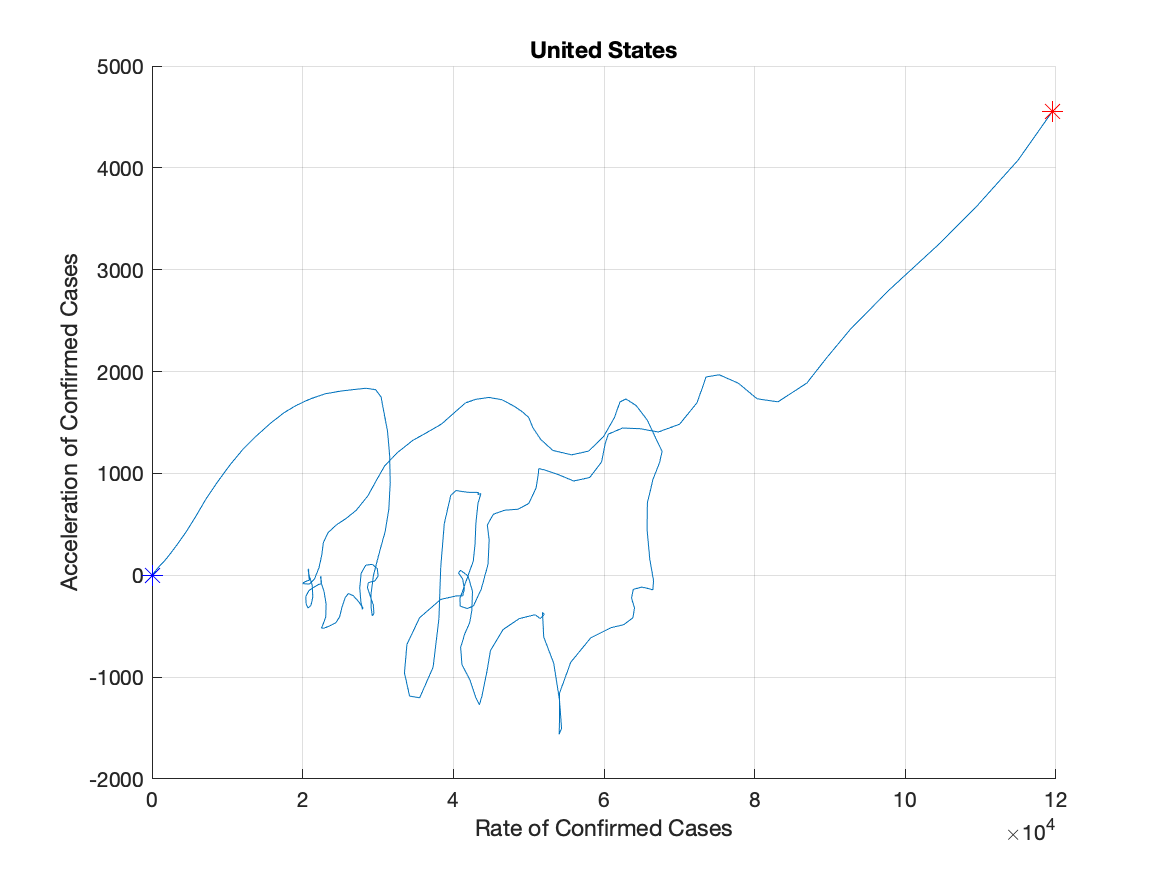 United States
5000
4000
3000
2000
1000
0
-1000
-2000
Acceleration of Confirmed Cases
0 2 4 6 8 10 12
Rate of Confirmed Cases
×10⁴